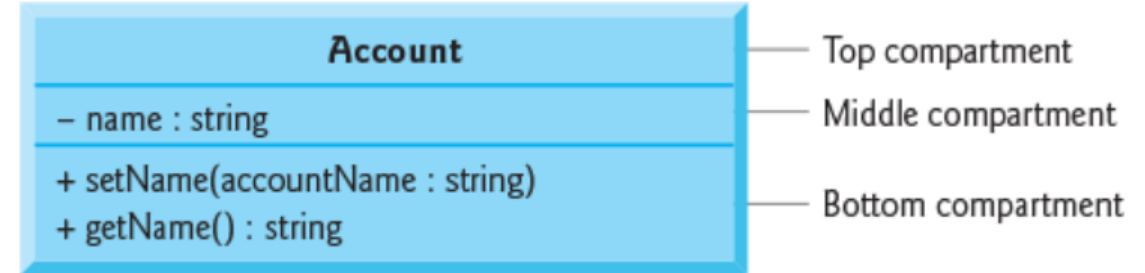 Account
Top compartment
– name : string
Middle compartment
+ setName(accountName : string)
+ getName() : string
Bottom compartment